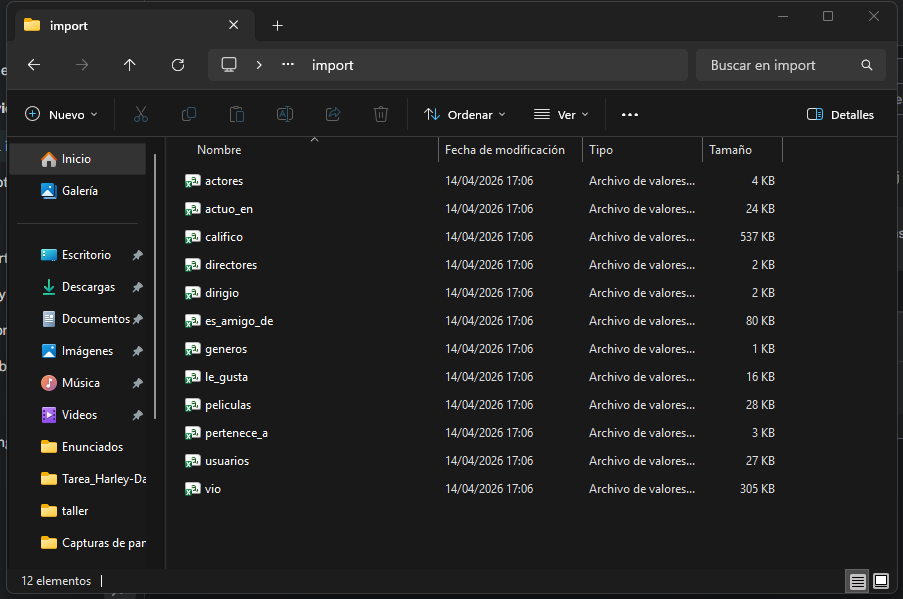 import
import
Buscar en import
Nuevo
Ordenar
Ver
Detalles
Nombre
Fecha de modificación
Tipo
Tamaño
Inicio
Galería
Escritorio
Descargas
Documentos
Imágenes
Música
Videos
Enunciados
Tarea_Harley-Da
taller
Capturas de pan
actores 14/04/2026 17:06 Archivo de valores... 4 KB
actuo_en 14/04/2026 17:06 Archivo de valores... 24 KB
califico 14/04/2026 17:06 Archivo de valores... 537 KB
directores 14/04/2026 17:06 Archivo de valores... 2 KB
dirigio 14/04/2026 17:06 Archivo de valores... 2 KB
es_amigo_de 14/04/2026 17:06 Archivo de valores... 80 KB
generos 14/04/2026 17:06 Archivo de valores... 1 KB
le_gusta 14/04/2026 17:06 Archivo de valores... 16 KB
peliculas 14/04/2026 17:06 Archivo de valores... 28 KB
pertenece_a 14/04/2026 17:06 Archivo de valores... 3 KB
usuarios 14/04/2026 17:06 Archivo de valores... 27 KB
vio 14/04/2026 17:06 Archivo de valores... 305 KB
12 elementos